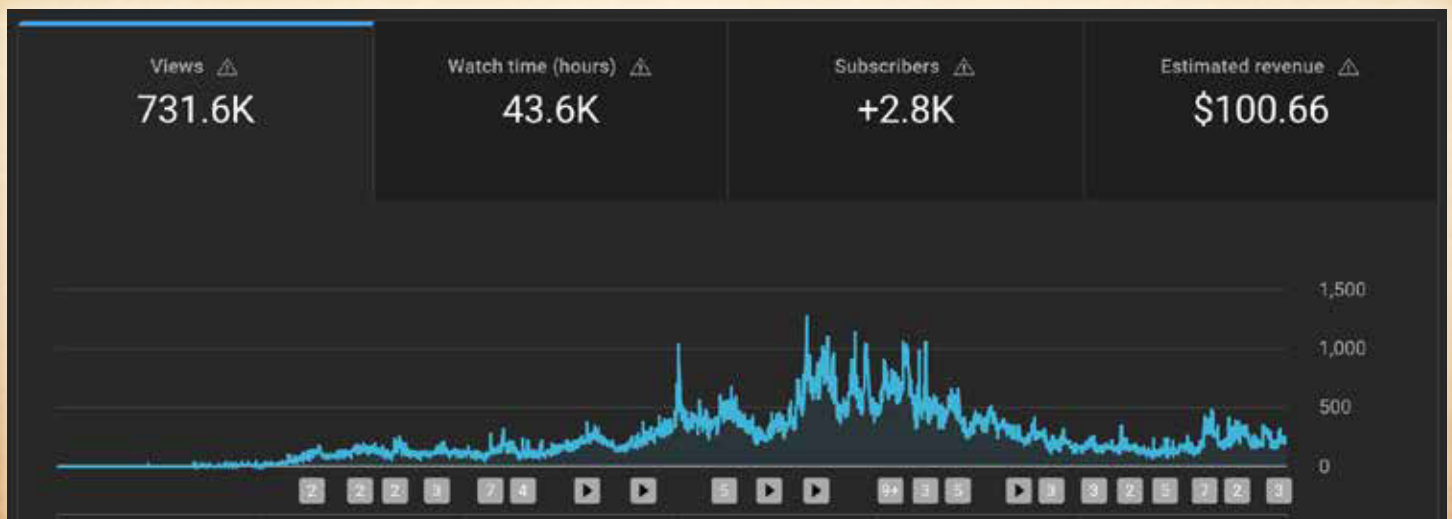 Views
731.6K
Watch time (hours)
43.6K
Subscribers
+2.8K
Estimated revenue
$100.66
1,500
1,000
500
0
2 2 2 3 7 4 5 9+ 3 5 3 3 2 5 7 2 3